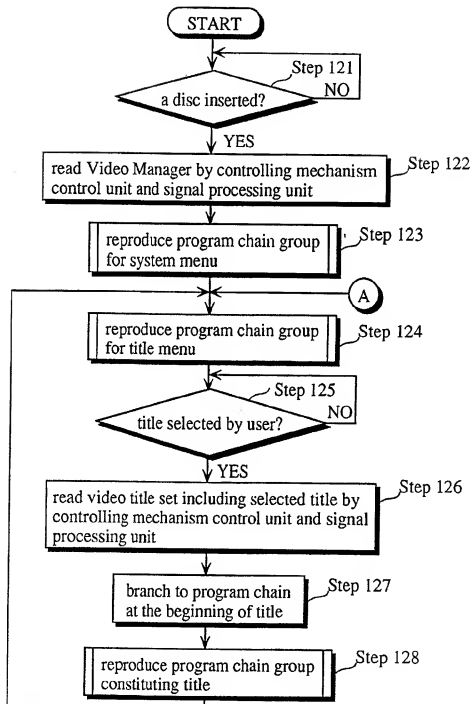 START
Step 121
NO
a disc inserted?
YES
read Video Manager by controlling mechanism
control unit and signal processing unit
Step 122
reproduce program chain group
for system menu
Step 123
A
reproduce program chain group
for title menu
Step 124
Step 125
NO
title selected by user?
YES
read video title set including selected title by
controlling mechanism control unit and signal
processing unit
Step 126
branch to program chain
at the beginning of title
Step 127
reproduce program chain group
constituting title
Step 128